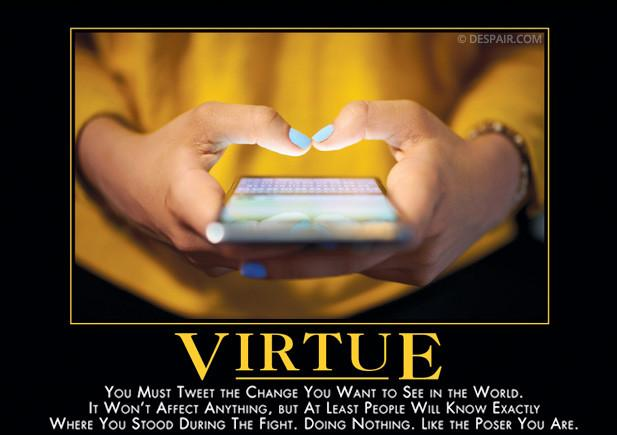 © DESPAIR.COM
VIRTUE
YOU MUST TWEET THE CHANGE YOU WANT TO SEE IN THE WORLD.
IT WON'T AFFECT ANYTHING, BUT AT LEAST PEOPLE WILL KNOW EXACTLY
WHERE YOU STOOD DURING THE FIGHT. DOING NOTHING. LIKE THE POSER YOU ARE.